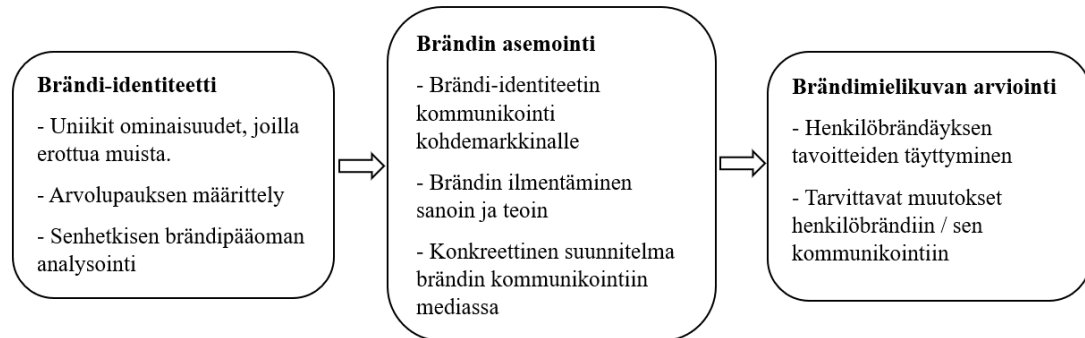 Brändi-identiteetti
- Uniikit ominaisuudet, joilla
erottua muista.
- Arvolupauksen määrittely
- Senhetkisen brändipääoman
analysointi
Brändin asemointi
- Brändi-identiteetin
kommunikointi
kohdemarkkinalle
- Brändin ilmentäminen
sanoin ja teoin
- Konkreettinen suunnitelma
brändin kommunikointiin
mediassa
Brändimielikuvan arviointi
- Henkilöbrändäyksen
tavoitteiden täyttyminen
- Tarvittavat muutokset
henkilöbrändiin / sen
kommunikointiin